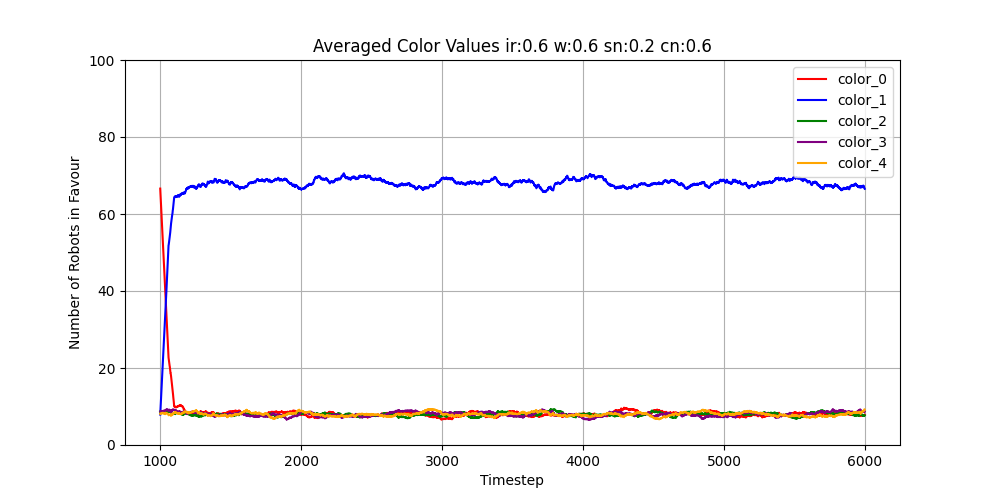 Averaged Color Values ir:0.6 w:0.6 sn:0.2 cn:0.6
100
80
60
40
20
0
Number of Robots in Favour
color_0
color_1
color_2
color_3
color_4
1000
2000
3000
4000
5000
6000
Timestep